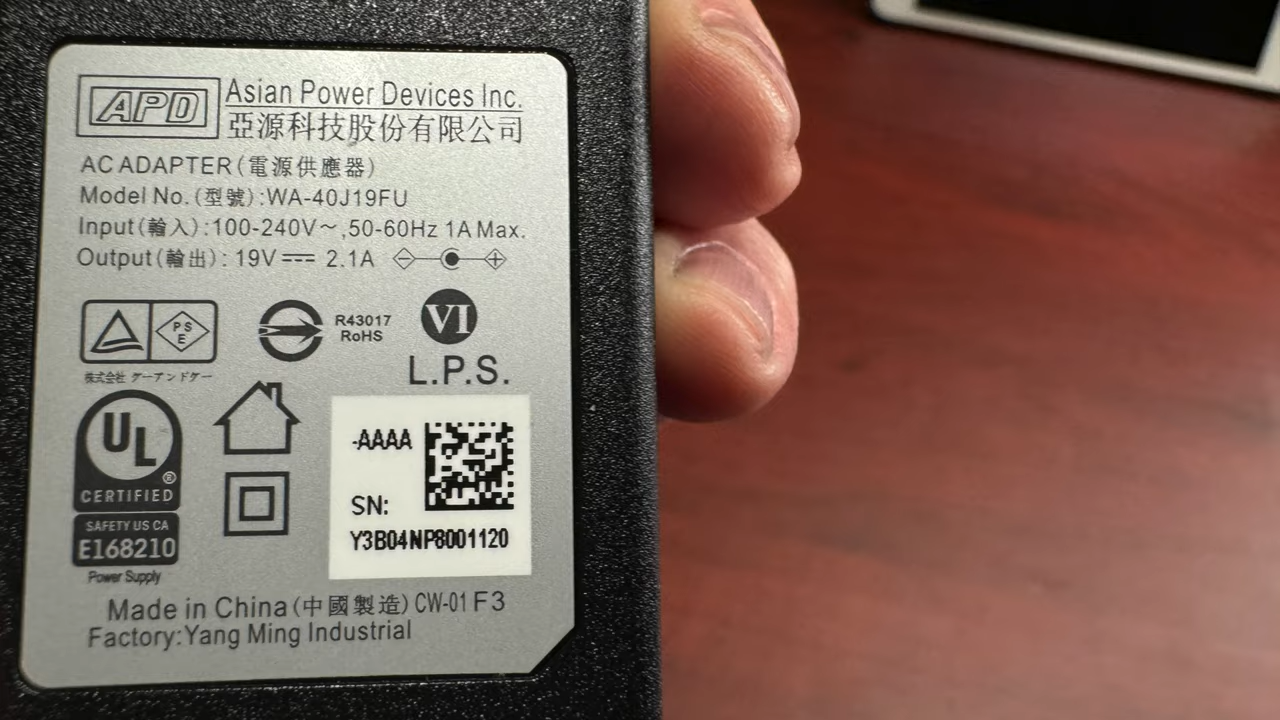 APD
Asian Power Devices Inc.
亞源科技股份有限公司
AC ADAPTER(電源供應器)
Model No.(型號):WA-40J19FU
Input(輸入):100-240V～,50-60Hz 1A Max.
Output(輸出): 19V⎓ 2.1A
PSE
R43017
RoHS
VI
L.P.S.
株式会社 ケーアンドケー
UL
®
CERTIFIED
SAFETY US CA
E168210
Power Supply
-AAAA
SN:
Y3B04NP8001120
Made in China(中國製造) CW-01 F3
Factory:Yang Ming Industrial